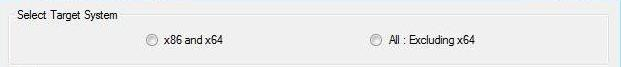 Select Target System
x86 and x64 All : Excluding x64